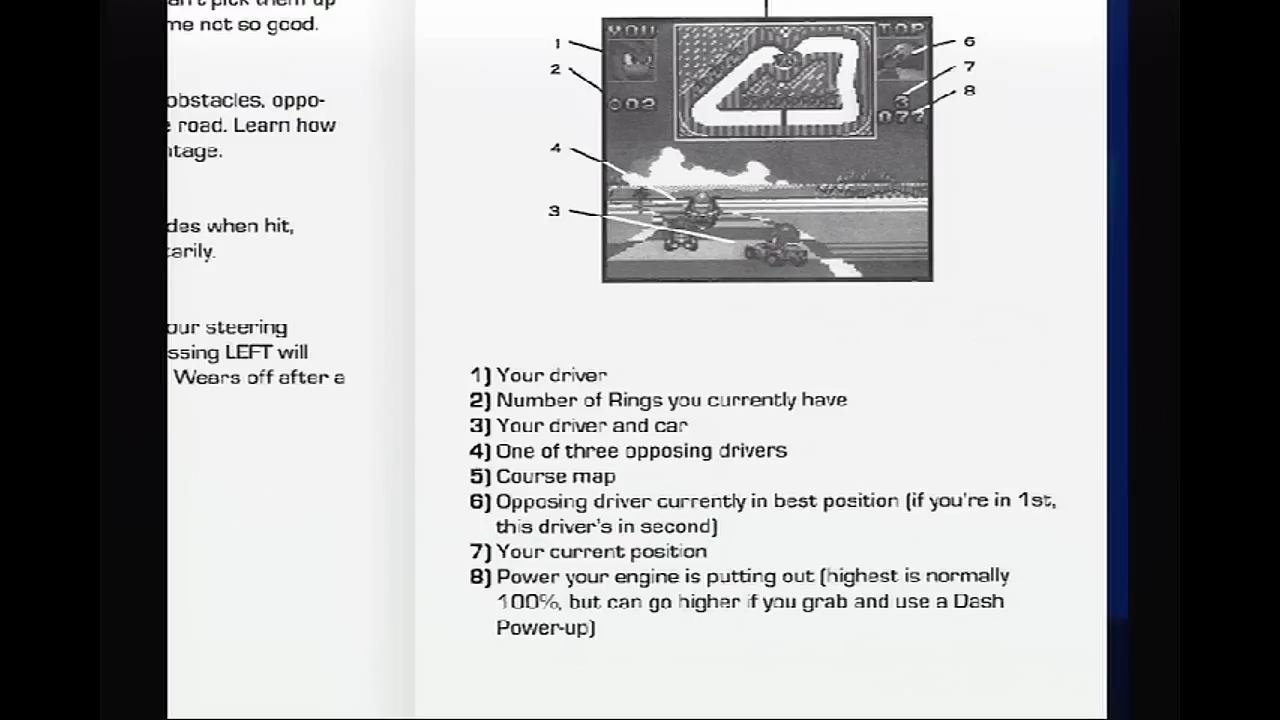 me not so good.
obstacles, oppo-
road. Learn how
ntage.
des when hit,
arily.
our steering
ssing LEFT will
Wears off after a
YOU
TOP
1
2
002
6
7
8
3
077
4
3
1) Your driver
2) Number of Rings you currently have
3) Your driver and car
4) One of three opposing drivers
5) Course map
6) Opposing driver currently in best position (if you're in 1st,
this driver's in second)
7) Your current position
8) Power your engine is putting out (highest is normally
100%, but can go higher if you grab and use a Dash
Power-up)